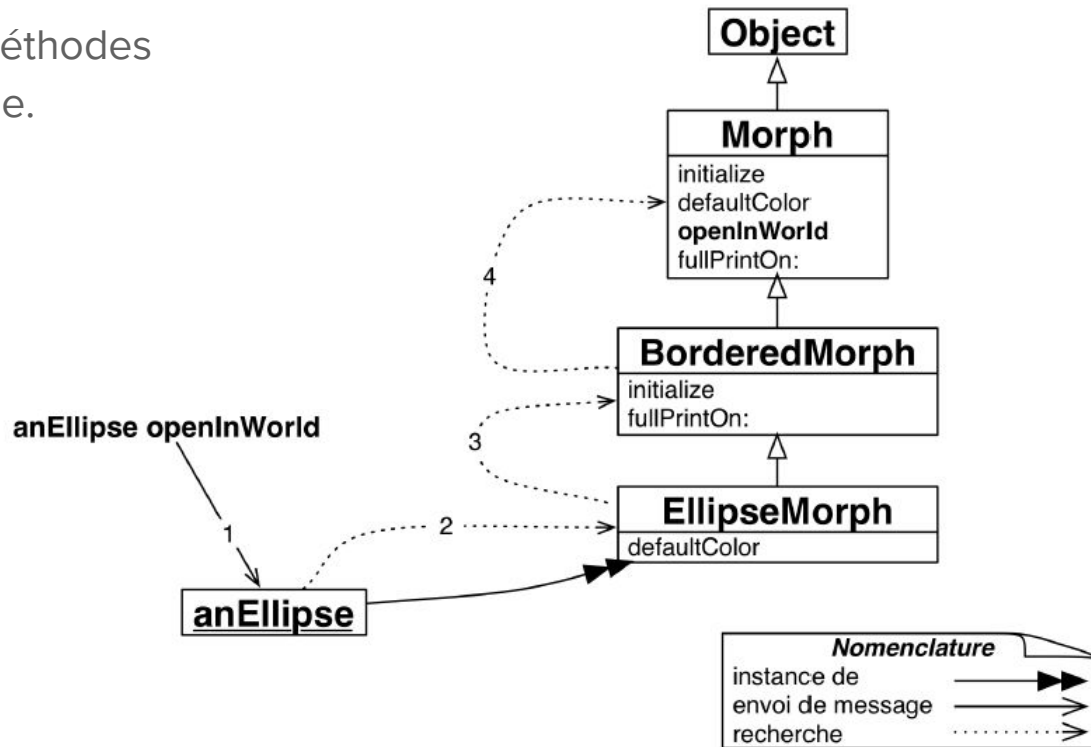 éthodes
e.
Object
Morph
initialize
defaultColor
openInWorld
fullPrintOn:
4
BorderedMorph
initialize
fullPrintOn:
anEllipse openInWorld
3
EllipseMorph
defaultColor
2
1
anEllipse
Nomenclature
instance de
envoi de message
recherche